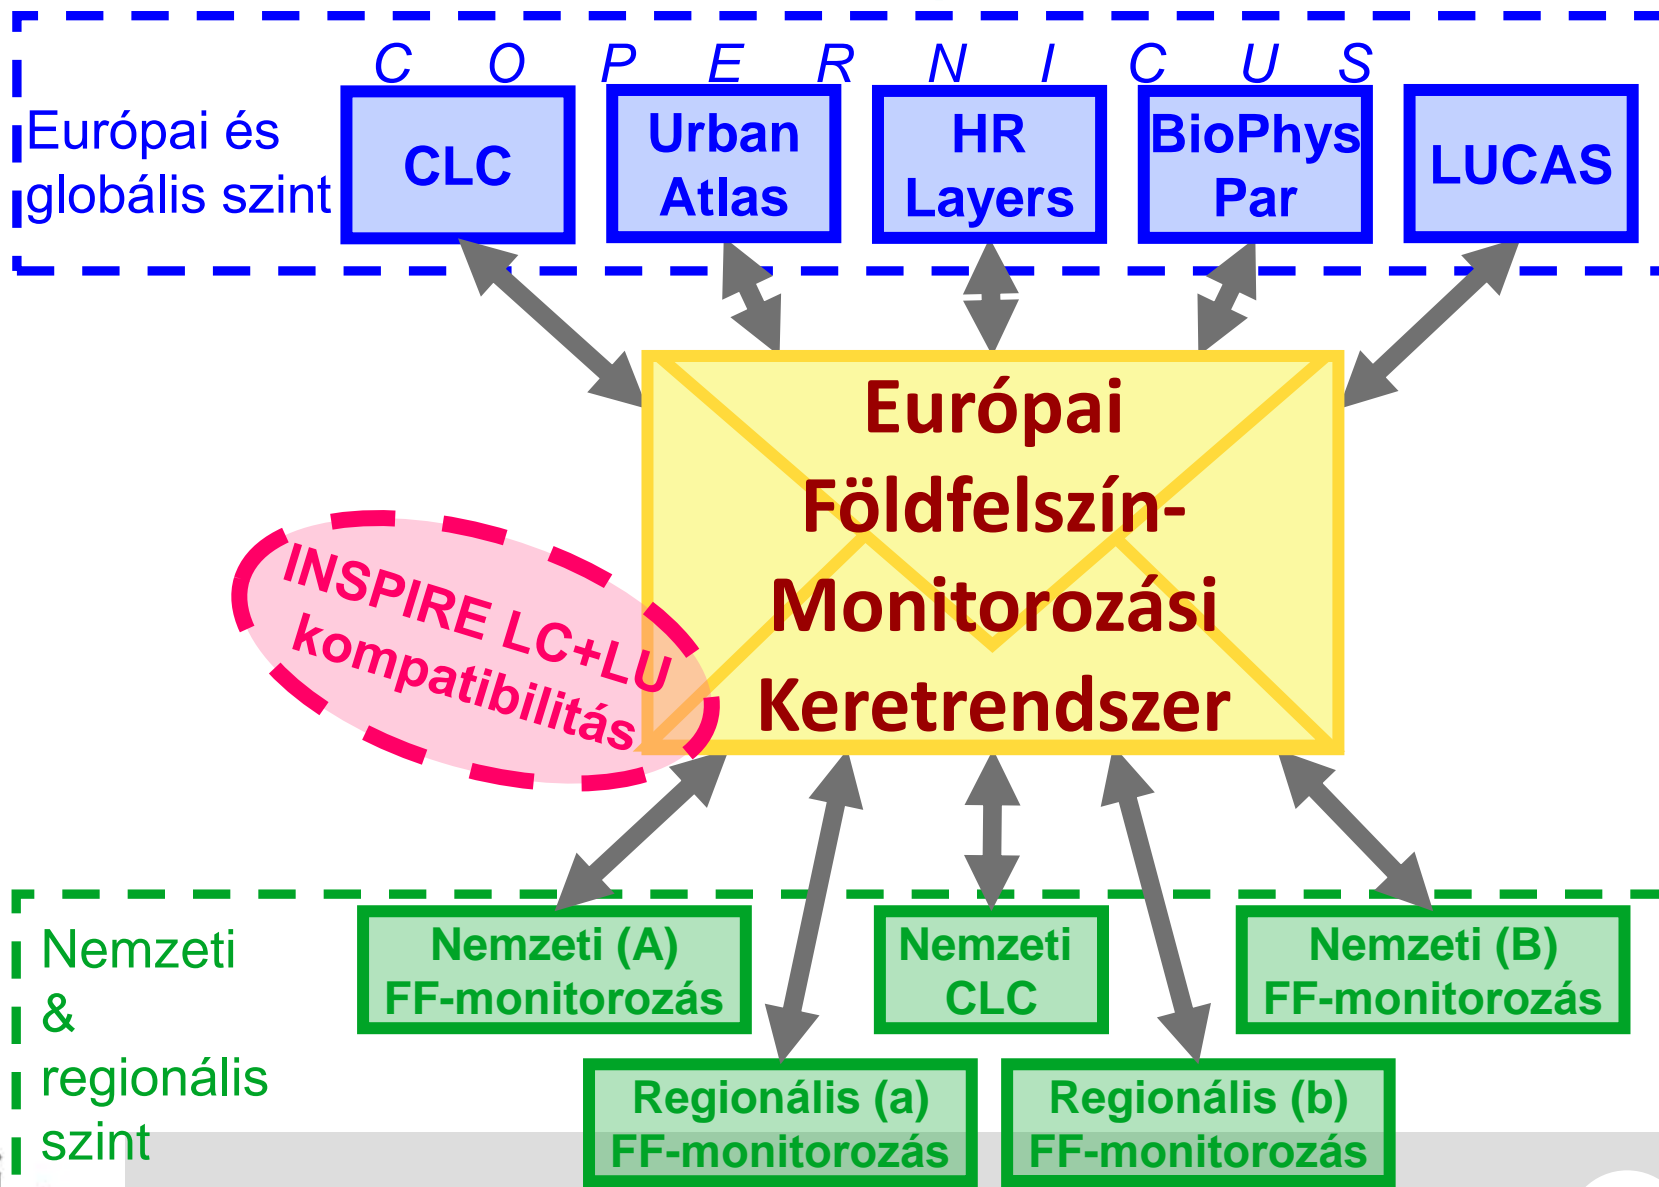 C O P E R N I C U S
Európai és
globális szint
CLC
Urban
Atlas
HR
Layers
BioPhys
Par
LUCAS
Európai
Földfelszín-
Monitorozási
Keretrendszer
INSPIRE LC+LU
kompatibilitás
Nemzeti
&
regionális
szint
Nemzeti (A)
FF-monitorozás
Nemzeti
CLC
Nemzeti (B)
FF-monitorozás
Regionális (a)
FF-monitorozás
Regionális (b)
FF-monitorozás